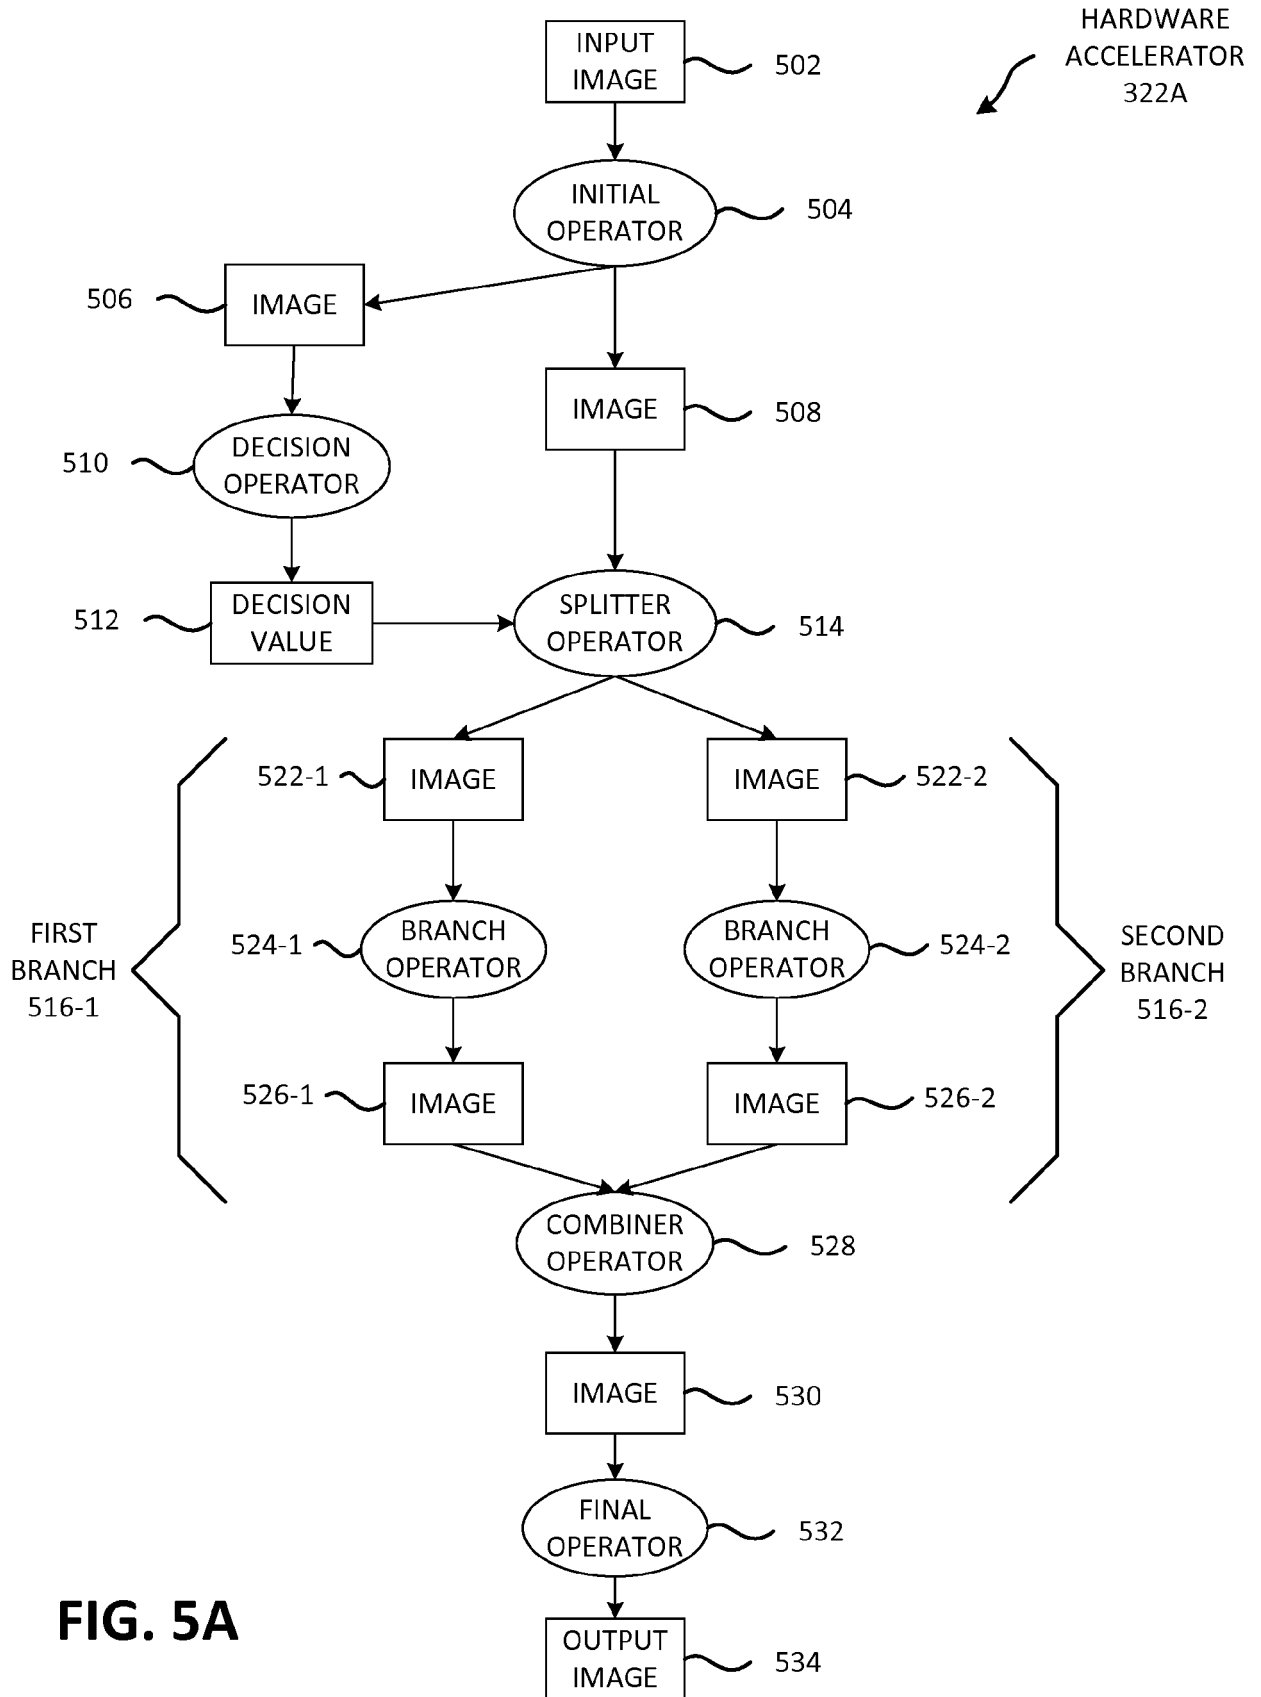 HARDWARE
ACCELERATOR
322A
INPUT
IMAGE
502
INITIAL
OPERATOR
504
506
IMAGE
IMAGE
508
510
DECISION
OPERATOR
512
DECISION
VALUE
SPLITTER
OPERATOR
514
522-1
IMAGE
IMAGE
522-2
FIRST
BRANCH
516-1
524-1
BRANCH
OPERATOR
BRANCH
OPERATOR
524-2
SECOND
BRANCH
516-2
526-1
IMAGE
IMAGE
526-2
COMBINER
OPERATOR
528
IMAGE
530
FINAL
OPERATOR
532
OUTPUT
IMAGE
534
FIG. 5A